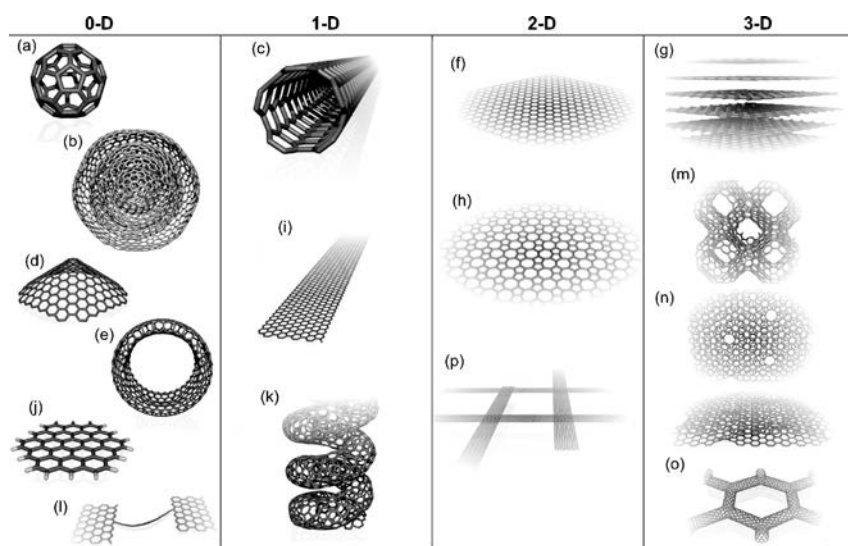 0-D 1-D 2-D 3-D
(a)
(b)
(d)
(e)
(j)
(l)
(c)
(i)
(k)
(f)
(h)
(p)
(g)
(m)
(n)
(o)